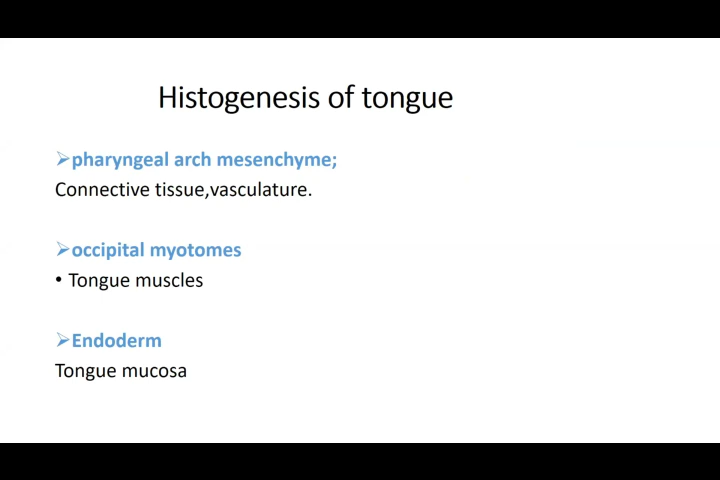 Histogenesis of tongue
➢pharyngeal arch mesenchyme;
Connective tissue,vasculature.
➢occipital myotomes
• Tongue muscles
➢Endoderm
Tongue mucosa